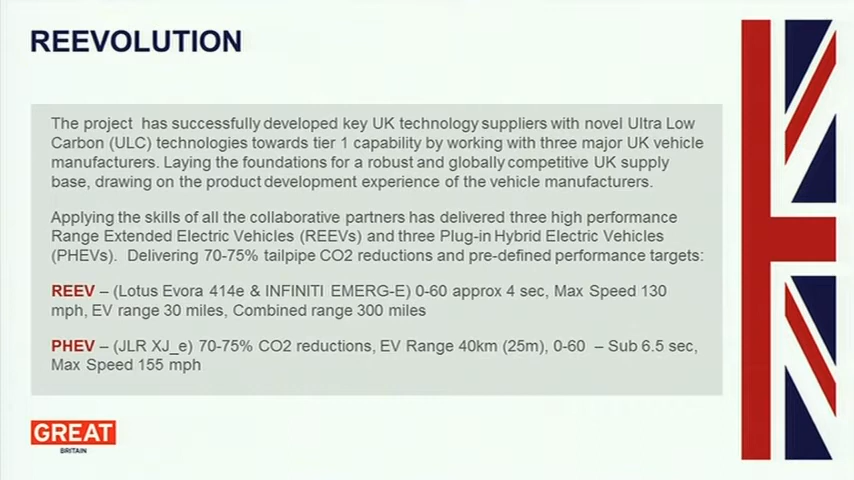 REEVOLUTION
The project has successfully developed key UK technology suppliers with novel Ultra Low
Carbon (ULC) technologies towards tier 1 capability by working with three major UK vehicle
manufacturers. Laying the foundations for a robust and globally competitive UK supply
base, drawing on the product development experience of the vehicle manufacturers.
Applying the skills of all the collaborative partners has delivered three high performance
Range Extended Electric Vehicles (REEVs) and three Plug-in Hybrid Electric Vehicles
(PHEVs). Delivering 70-75% tailpipe CO2 reductions and pre-defined performance targets:
REEV – (Lotus Evora 414e & INFINITI EMERG-E) 0-60 approx 4 sec, Max Speed 130
mph, EV range 30 miles, Combined range 300 miles
PHEV – (JLR XJ_e) 70-75% CO2 reductions, EV Range 40km (25m), 0-60 – Sub 6.5 sec,
Max Speed 155 mph
GREAT
BRITAIN